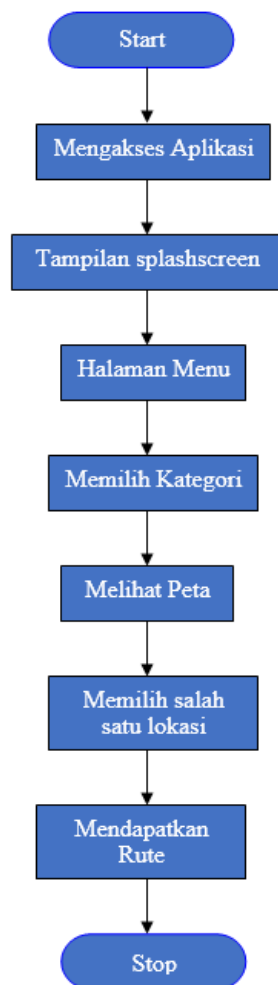 Start
Mengakses Aplikasi
Tampilan splashscreen
Halaman Menu
Memilih Kategori
Melihat Peta
Memilih salah
satu lokasi
Mendapatkan
Rute
Stop